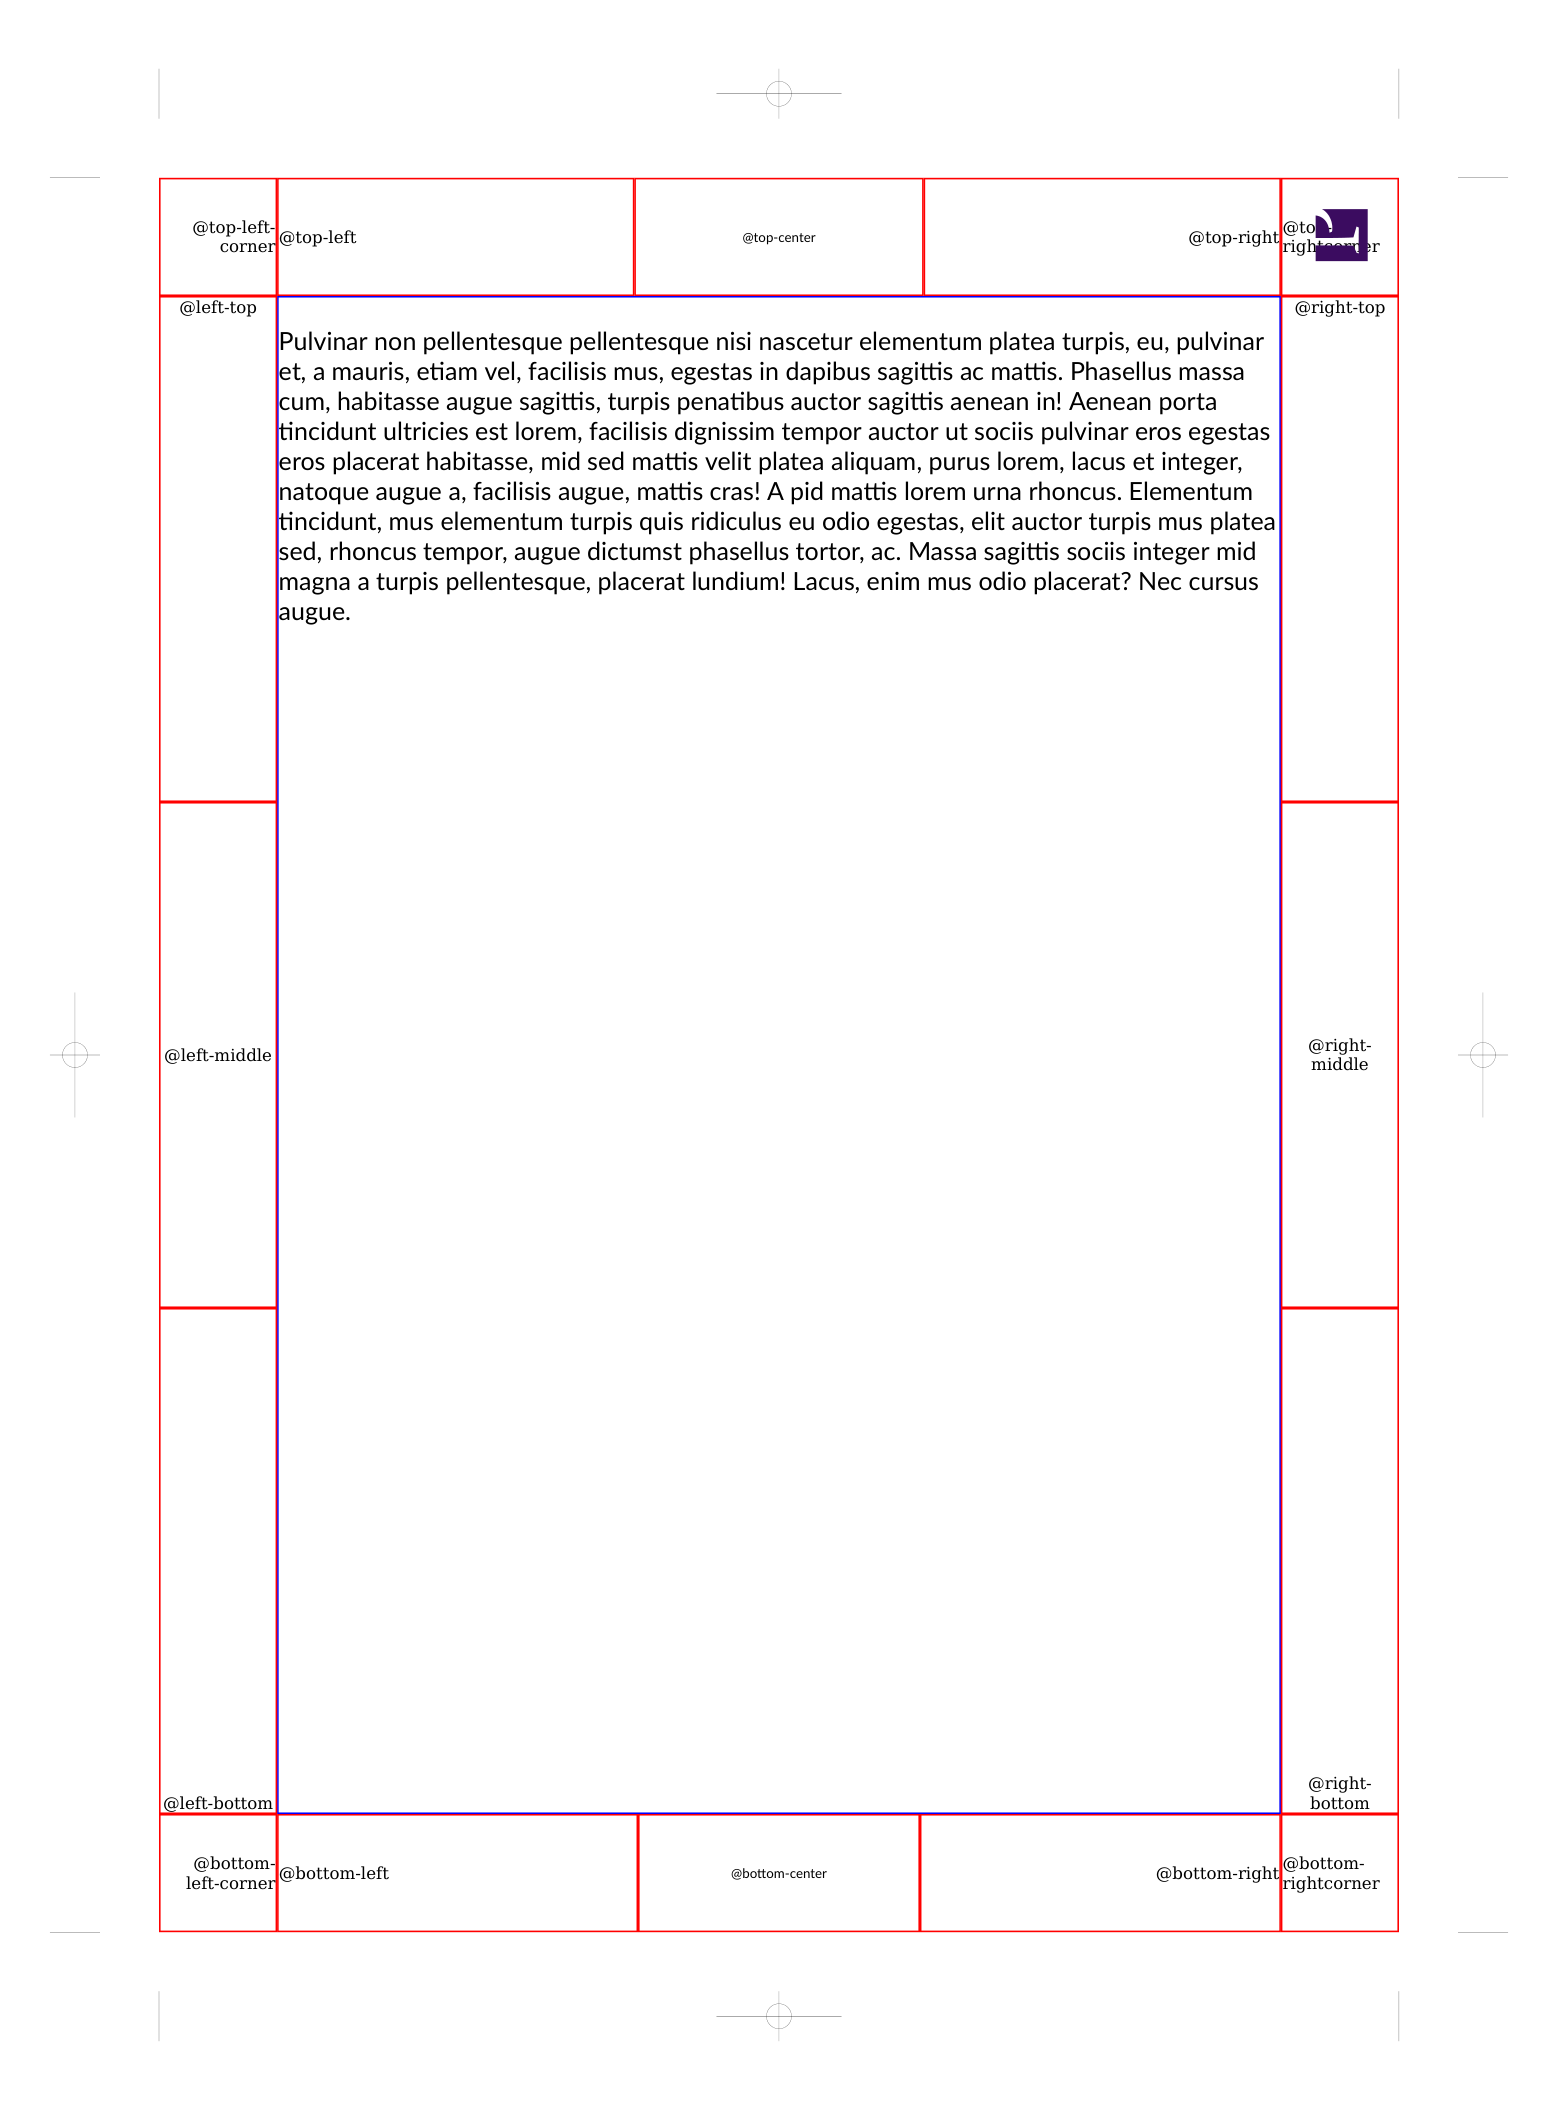 @top-left-
corner
@top-left
@top-center
@top-right
rightcorner
@left-top
@right-top
Pulvinar non pellentesque pellentesque nisi nascetur elementum platea turpis, eu, pulvinar
et, a mauris, etiam vel, facilisis mus, egestas in dapibus sagittis ac mattis. Phasellus massa
cum, habitasse augue sagittis, turpis penatibus auctor sagittis aenean in! Aenean porta
tincidunt ultricies est lorem, facilisis dignissim tempor auctor ut sociis pulvinar eros egestas
eros placerat habitasse, mid sed mattis velit platea aliquam, purus lorem, lacus et integer,
natoque augue a, facilisis augue, mattis cras! A pid mattis lorem urna rhoncus. Elementum
tincidunt, mus elementum turpis quis ridiculus eu odio egestas, elit auctor turpis mus platea
sed, rhoncus tempor, augue dictumst phasellus tortor, ac. Massa sagittis sociis integer mid
magna a turpis pellentesque, placerat lundium! Lacus, enim mus odio placerat? Nec cursus
augue.
@left-middle
@right-
middle
@left-bottom
@right-
bottom
@bottom-
left-corner
@bottom-left
@bottom-center
@bottom-right
@bottom-
rightcorner